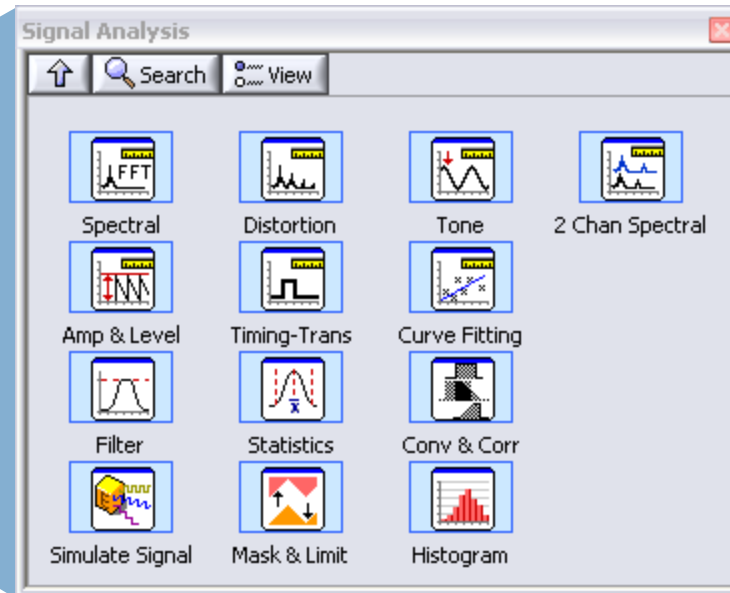 Signal Analysis
Search View
FFT
Spectral Distortion Tone 2 Chan Spectral
Amp & Level Timing-Trans Curve Fitting
x
Filter Statistics Conv & Corr
Simulate Signal Mask & Limit Histogram